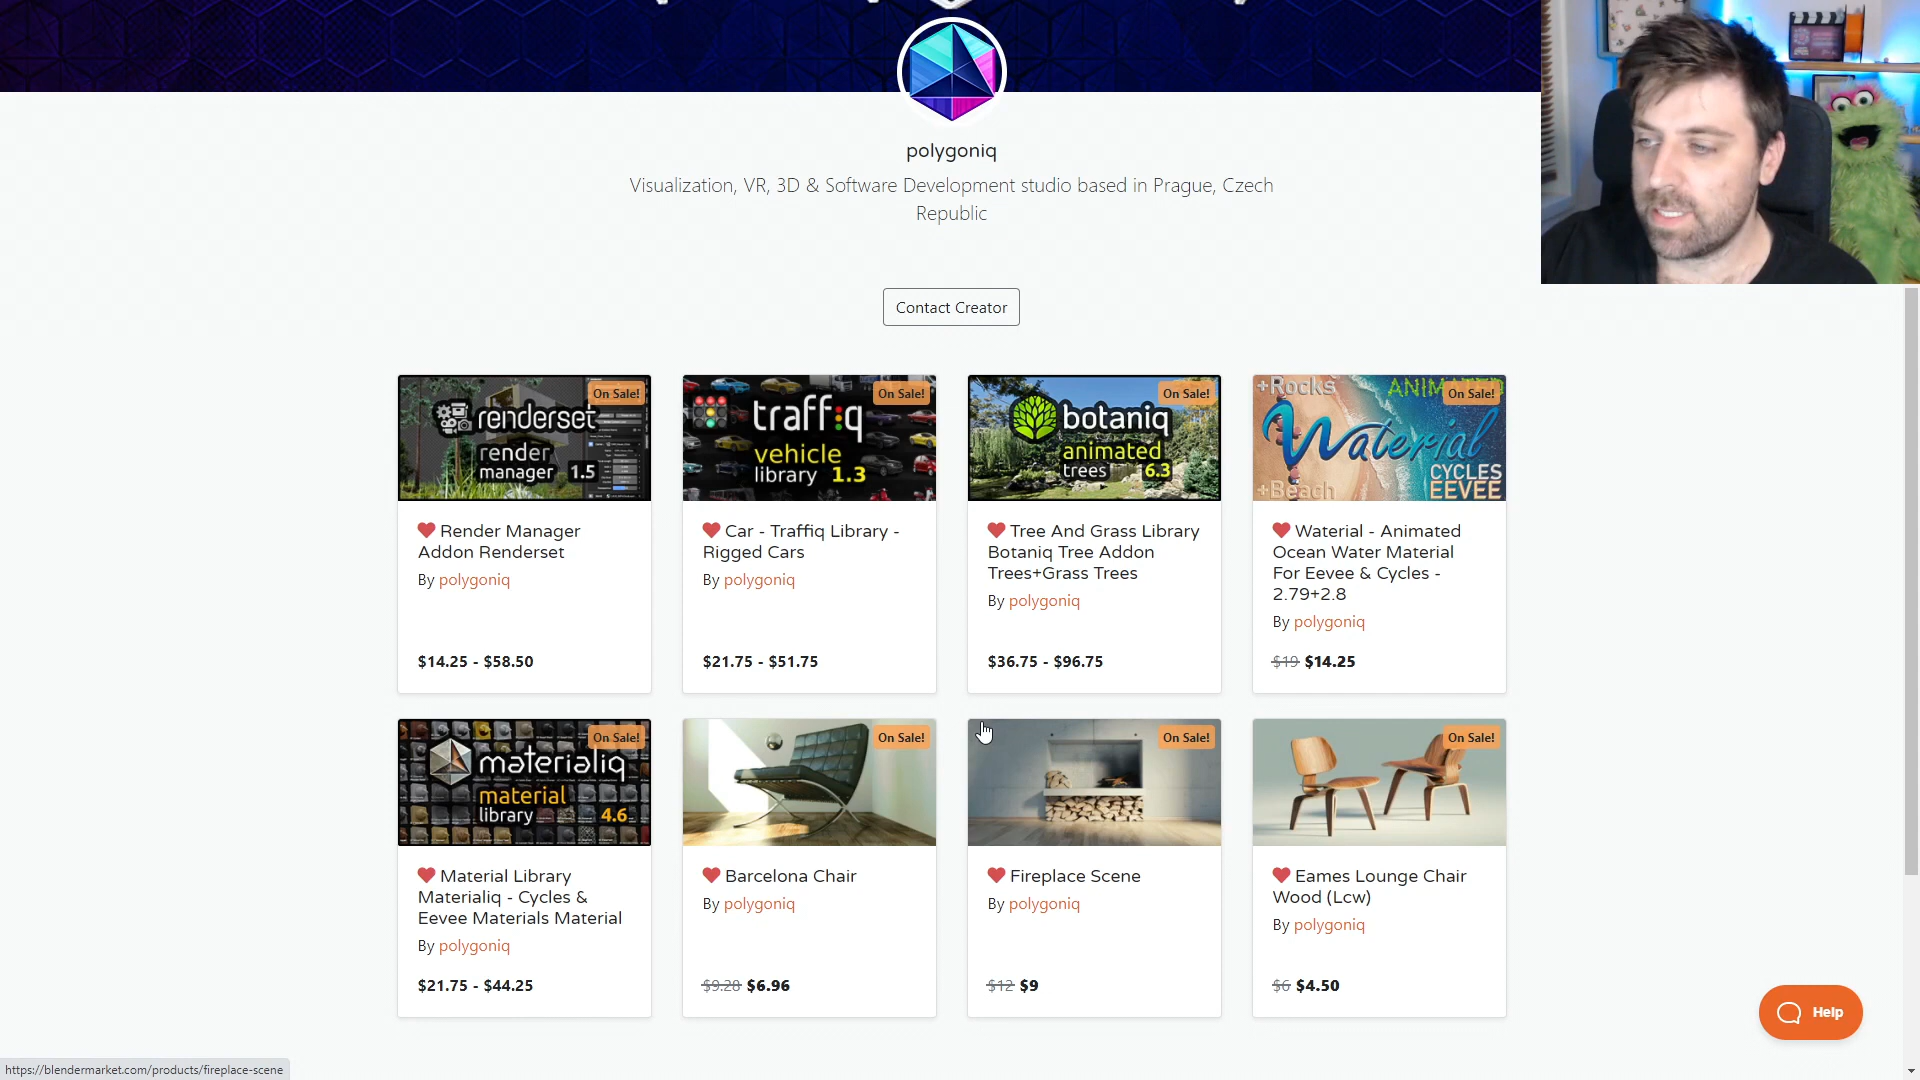 polygoniq
Visualization, VR, 3D & Software Development studio based in Prague, Czech
Republic
Contact Creator
On Sale!
renderset
render
manager 1.5
Render Manager
Addon Renderset
By polygoniq
$14.25 - $58.50
On Sale!
traffiq
vehicle
library 1.3
Car - Traffiq Library -
Rigged Cars
By polygoniq
$21.75 - $51.75
On Sale!
botaniq
animated
trees 6.3
Tree And Grass Library
Botaniq Tree Addon
Trees+Grass Trees
By polygoniq
$36.75 - $96.75
+Rocks ANIMATED
On Sale!
Waterial
CYCLES
+Beach EEVEE
Waterial - Animated
Ocean Water Material
For Eevee & Cycles -
2.79+2.8
By polygoniq
$19 $14.25
On Sale!
materialiq
material
library 4.6
Material Library
Materialiq - Cycles &
Eevee Materials Material
By polygoniq
$21.75 - $44.25
On Sale!
Barcelona Chair
By polygoniq
$9.28 $6.96
On Sale!
Fireplace Scene
By polygoniq
$12 $9
On Sale!
Eames Lounge Chair
Wood (Lcw)
By polygoniq
$6 $4.50
Help
https://blendermarket.com/products/fireplace-scene